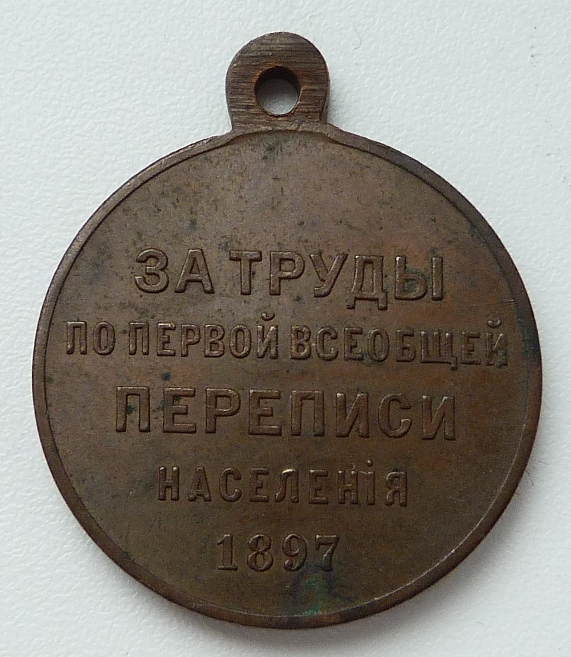 ЗА ТРУДЫ
ПО ПЕРВОЙ ВСЕОБЩЕЙ
ПЕРЕПИСИ
НАСЕЛЕНІЯ
1897